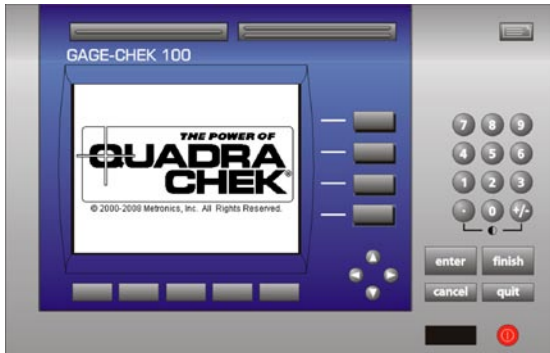 GAGE-CHEK 100
THE POWER OF
QUADRA
CHEK®
© 2000-2008 Metronics, Inc. All Rights Reserved.
7 8 9
4 5 6
1 2 3
. 0 +/-
enter finish
cancel quit